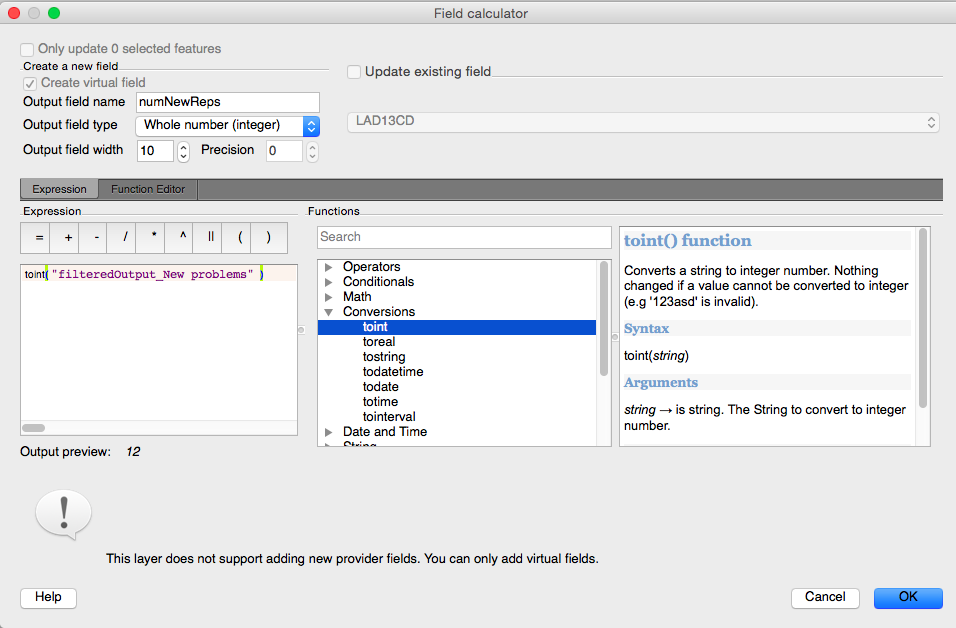 Field calculator
Only update 0 selected features
Create a new field
Create virtual field
Update existing field
Output field name numNewReps
Output field type Whole number (integer)
LAD13CD
Output field width 10 Precision 0
Expression Function Editor
Expression
= + - / * ^ || ( )
toint( "filteredOutput_New problems" )
Output preview: 12
Functions
Search
Operators
Conditionals
Math
Conversions
toint
toreal
tostring
todatetime
todate
totime
tointerval
Date and Time
String
toint() function
Converts a string to integer number. Nothing
changed if a value cannot be converted to integer
(e.g '123asd' is invalid).
Syntax
toint(string)
Arguments
string → is string. The String to convert to integer
number.
This layer does not support adding new provider fields. You can only add virtual fields.
Help
Cancel
OK